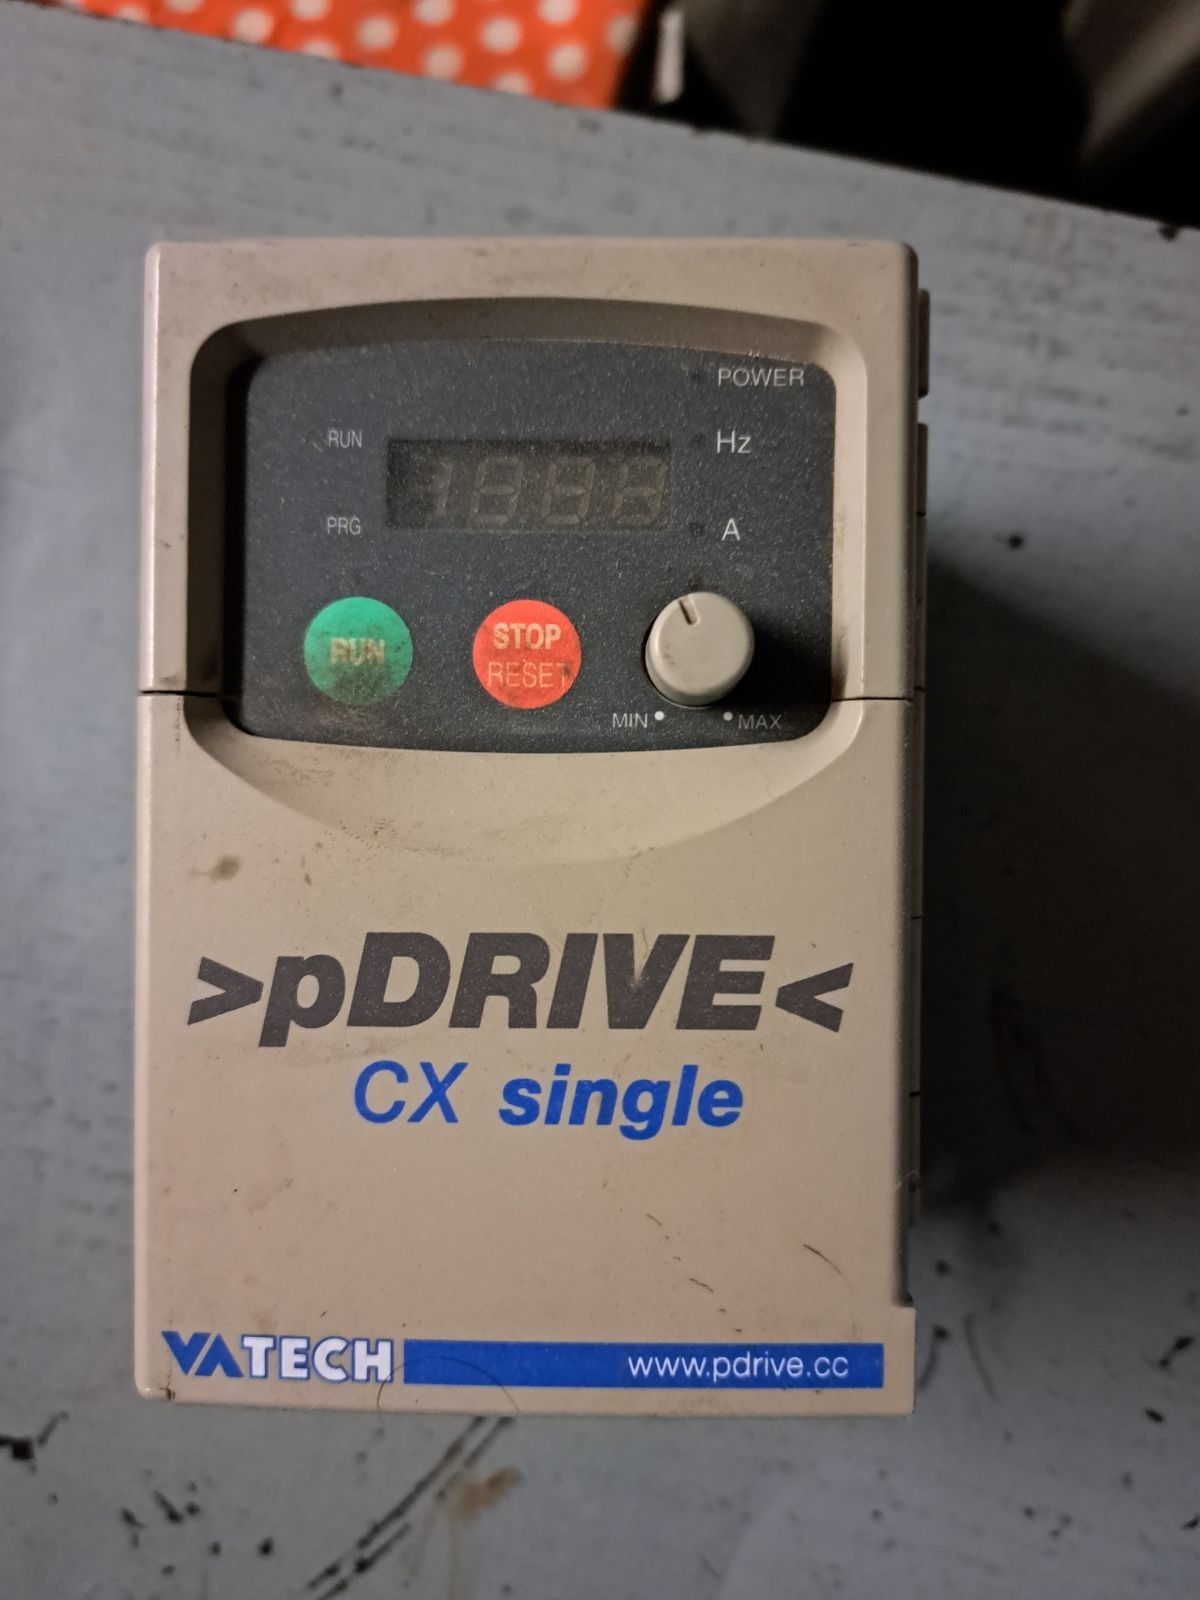 POWER
RUN
Hz
PRG
A
RUN
STOP
RESET
MIN
MAX
>pDRIVE<
CX single
VATECH
www.pdrive.cc